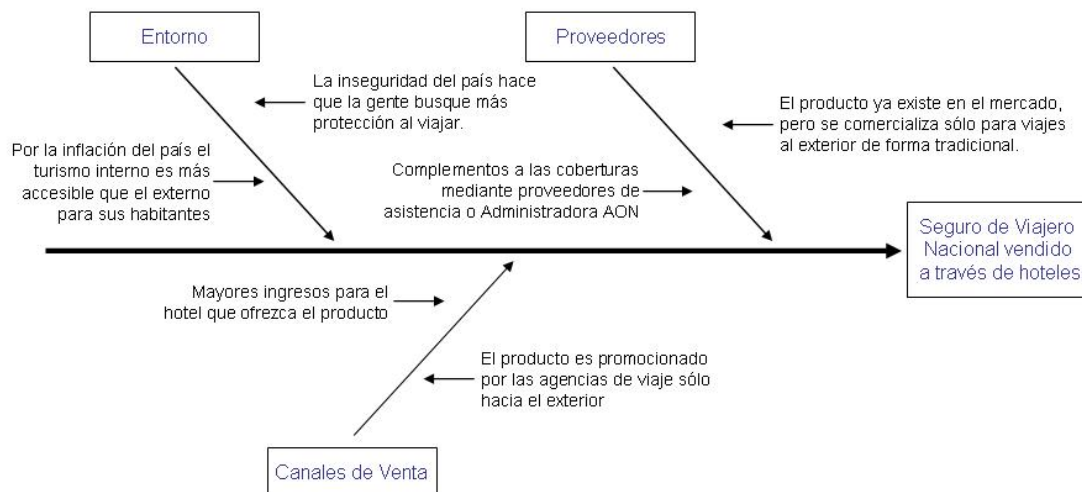 Entorno
Proveedores
La inseguridad del país hace
que la gente busque más
protección al viajar.
El producto ya existe en el mercado,
pero se comercializa sólo para viajes
al exterior de forma tradicional.
Por la inflación del país el
turismo interno es más
accesible que el externo
para sus habitantes
Complementos a las coberturas
mediante proveedores de
asistencia o Administradora AON
Seguro de Viajero
Nacional vendido
a través de hoteles
Mayores ingresos para el
hotel que ofrezca el producto
El producto es promocionado
por las agencias de viaje sólo
hacia el exterior
Canales de Venta